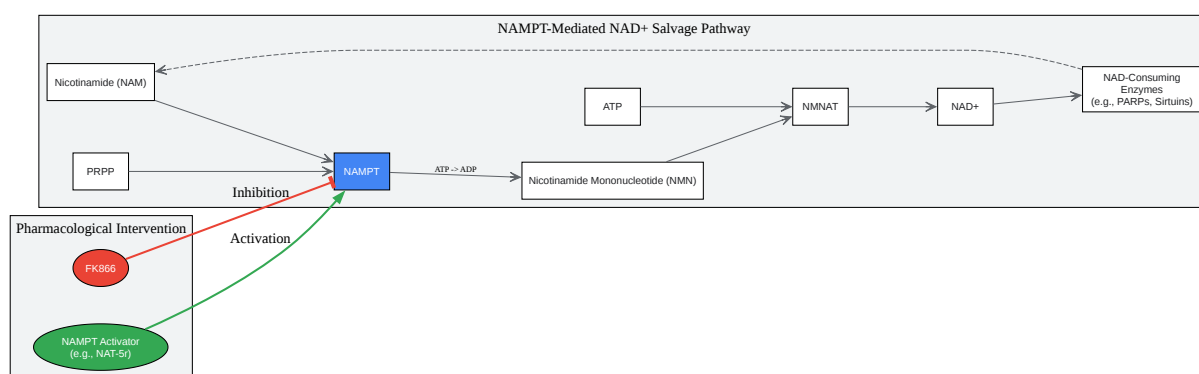 NAMPT-Mediated NAD+ Salvage Pathway
Nicotinamide (NAM)
NAD-Consuming
Enzymes
(e.g., PARPs, Sirtuins)
ATP
NMNAT
NAD+
PRPP
NAMPT
ATP -> ADP
Nicotinamide Mononucleotide (NMN)
Inhibition
Pharmacological Intervention
Activation
FK866
NAMPT Activator
(e.g., NAT-5r)